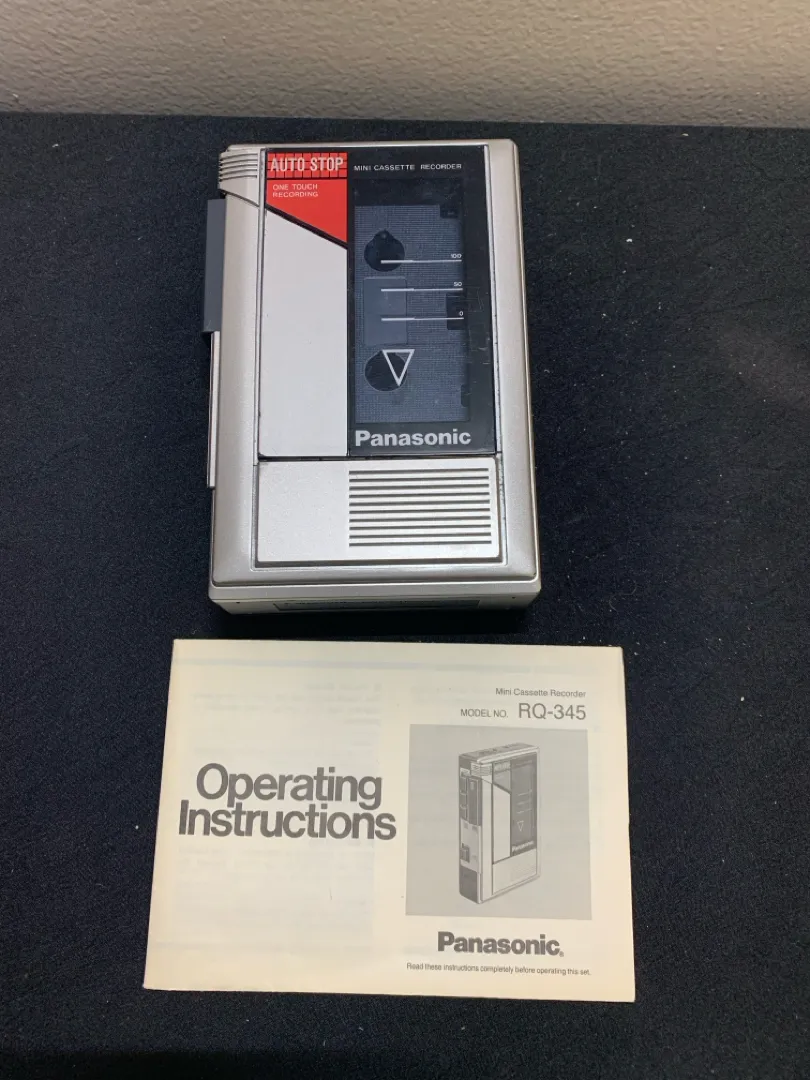 AUTO STOP
ONE TOUCH
RECORDING
MINI CASSETTE RECORDER
100
50
0
Panasonic
Mini Cassette Recorder
MODEL NO. RQ-345
Operating
Instructions
Panasonic
Panasonic®
Read these instructions completely before operating this set.